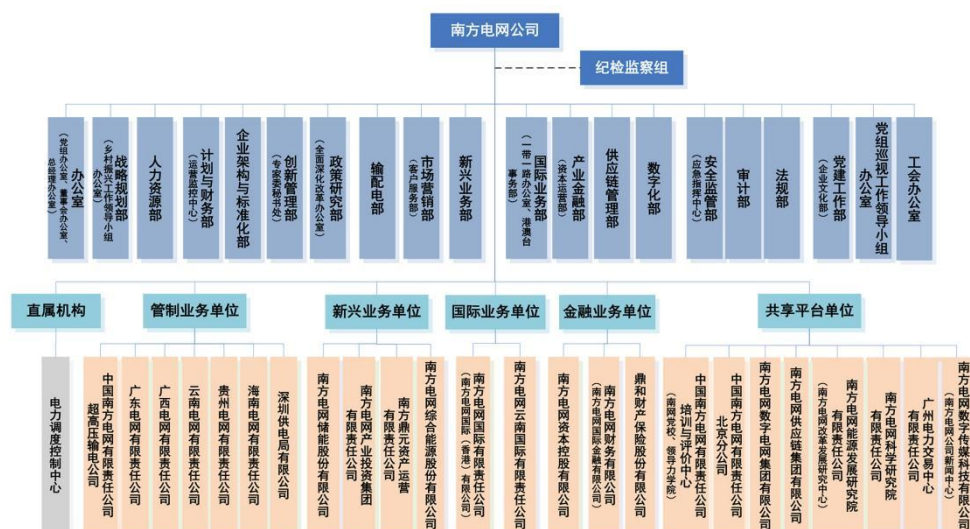 南方电网公司
纪检监察组
办公室
（党组办公室、董事会办公室、
总经理办公室）
战略规划部
（乡村振兴工作领导小组
办公室）
人力资源部
计划与财务部
（运营监控中心）
企业架构与标准化部
创新管理部
（专家委秘书处）
政策研究部
（全面深化改革办公室）
输配电部
市场营销部
（客户服务部）
新兴业务部
国际业务部
（一带一路办公室、港澳台
事务部）
产业金融部
（资本运营部）
供应链管理部
数字化部
安全监管部
（应急指挥中心）
审计部
法规部
党建工作部
（企业文化部）
党组巡视工作领导小组
办公室
工会办公室
直属机构
管制业务单位
新兴业务单位
国际业务单位
金融业务单位
共享平台单位
电力调度控制中心
中国南方电网有限责任公司
超高压输电公司
广东电网有限责任公司
广西电网有限责任公司
云南电网有限责任公司
贵州电网有限责任公司
海南电网有限责任公司
深圳供电局有限公司
南方电网储能股份有限公司
南方电网产业投资集团
有限责任公司
南方鼎元资产运营
有限责任公司
南方电网综合能源股份有限公司
南方电网国际有限责任公司
（南方电网国际（香港）有限公司）
南方电网云南国际有限责任公司
南方电网资本控股有限公司
南方电网财务有限公司
（南方电网国际金融有限公司）
鼎和财产保险股份有限公司
中国南方电网有限责任公司
培训与评价中心
（南网党校、领导力学院）
中国南方电网有限责任公司
北京分公司
南方电网数字电网集团有限公司
南方电网供应链集团有限公司
南方电网能源发展研究院
有限责任公司
（南方电网改革发展研究中心）
南方电网科学研究院
有限责任公司
广州电力交易中心
有限责任公司
南方电网数字传媒科技有限公司
（南方电网公司新闻中心）